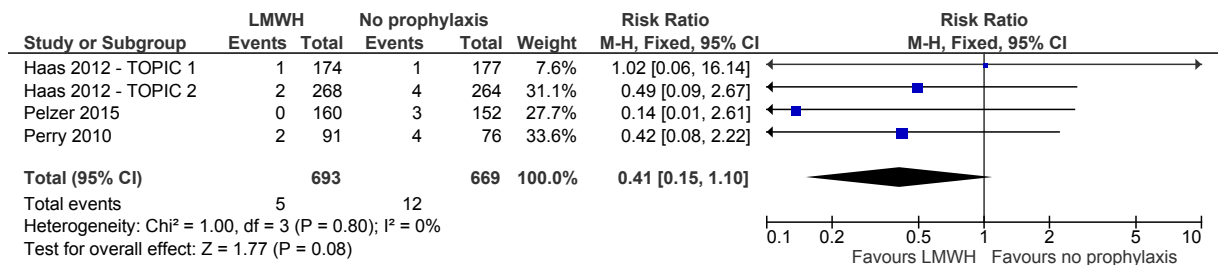 LMWH No prophylaxis Risk Ratio Risk Ratio
Study or Subgroup Events Total Events Total Weight M-H, Fixed, 95% CI M-H, Fixed, 95% CI
Haas 2012 - TOPIC 1 1 174 1 177 7.6% 1.02 [0.06, 16.14]
Haas 2012 - TOPIC 2 2 268 4 264 31.1% 0.49 [0.09, 2.67]
Pelzer 2015 0 160 3 152 27.7% 0.14 [0.01, 2.61]
Perry 2010 2 91 4 76 33.6% 0.42 [0.08, 2.22]
Total (95% CI) 693 669 100.0% 0.41 [0.15, 1.10]
Total events 5 12
Heterogeneity: Chi² = 1.00, df = 3 (P = 0.80); I² = 0%
Test for overall effect: Z = 1.77 (P = 0.08)
0.1 0.2 0.5 1 2 5 10
Favours LMWH Favours no prophylaxis